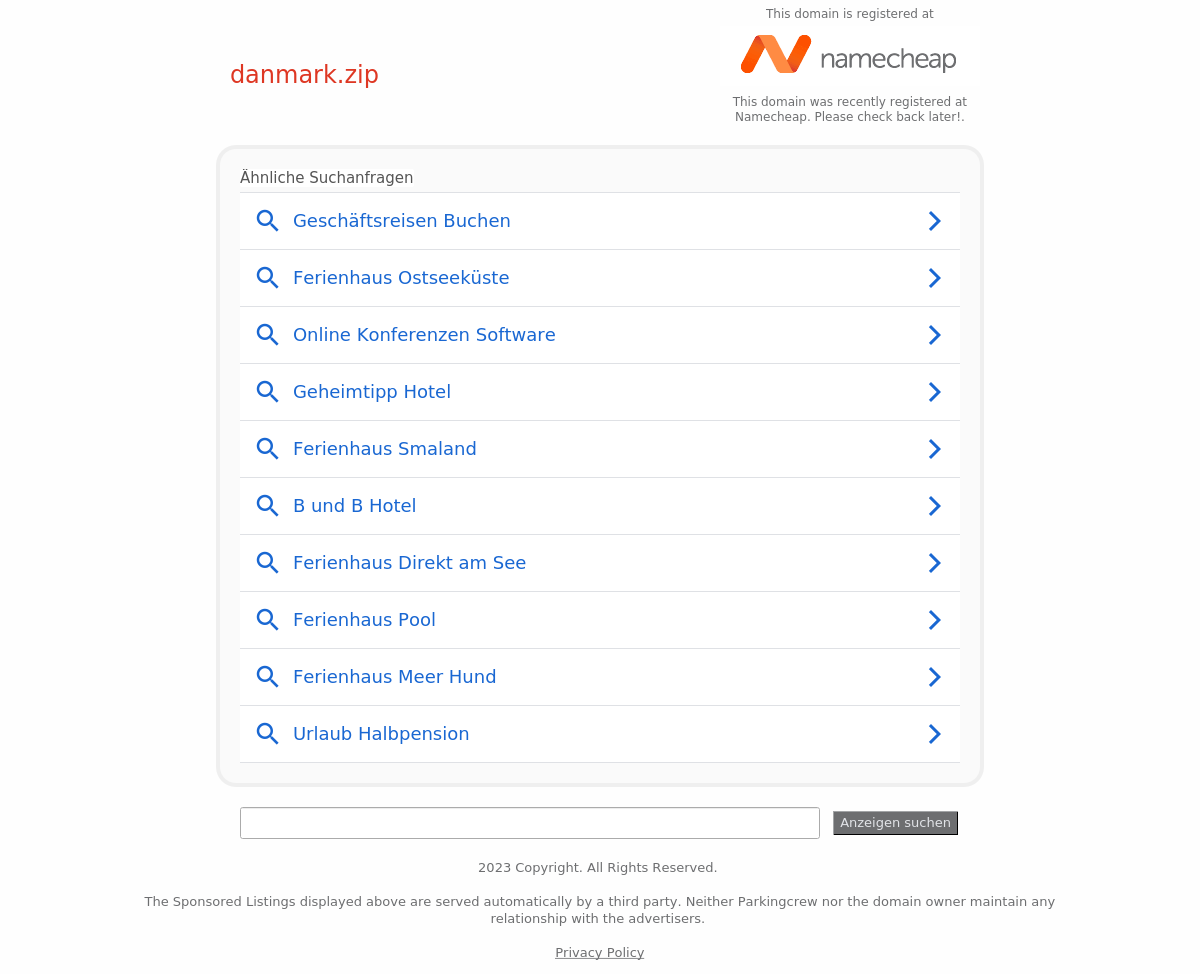 This domain is registered at
namecheap
danmark.zip
This domain was recently registered at
Namecheap. Please check back later!.
Ähnliche Suchanfragen
Geschäftsreisen Buchen
Ferienhaus Ostseeküste
Online Konferenzen Software
Geheimtipp Hotel
Ferienhaus Smaland
B und B Hotel
Ferienhaus Direkt am See
Ferienhaus Pool
Ferienhaus Meer Hund
Urlaub Halbpension
Anzeigen suchen
2023 Copyright. All Rights Reserved.
The Sponsored Listings displayed above are served automatically by a third party. Neither Parkingcrew nor the domain owner maintain any
relationship with the advertisers.
Privacy Policy